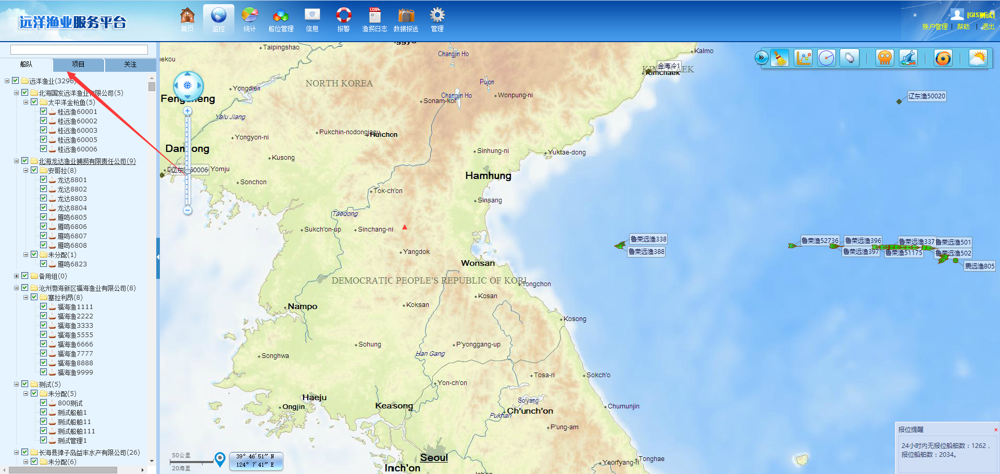 远洋渔业服务平台
首页
监控
统计
船位管理
信息
报警
渔捞日志
数据报送
管理
[GIS测试]
账户管理
帮助
退出
船队
项目
关注
远洋渔业(3296)
北海国发远洋渔业有限公司(5)
太平洋金枪鱼(5)
桂远渔60001
桂远渔60002
桂远渔60003
桂远渔60005
桂远渔60006
北海龙达渔业捕捞有限责任公司(9)
安哥拉(8)
龙达8801
龙达8802
龙达8803
龙达8804
雁鸣6805
雁鸣6806
雁鸣6807
雁鸣6808
未分配(1)
雁鸣6823
备用组(0)
沧州渤海新区福海渔业有限公司(8)
塞拉利昂(8)
福海渔1111
福海渔2222
福海渔3333
福海渔5555
福海渔6666
福海渔7777
福海渔8888
福海渔9999
测试(5)
未分配(5)
800测试
测试船舶1
测试船舶11
测试船舶111
测试管理1
长海县獐子岛益丰水产有限公司(26)
未分配(6)
Taipingshao
ekou
Changjin Ho
Kalmo
金海冷1
KIMCHAEK
Kimchaek
NORTH KOREA
Pujon
Yongdien
Changjin Ho
Wonpung-ni
Sonam-kol
辽东渔50020
Yalu Jiang
Pukchin-nodongjagu
Huichon
Yongyon-ni
Kusong
Sinhung-ni
Yuktae-dong
Yomju
Hamhung
Sonchon
Tok-ch'on
Sinsang
Taedong
Sukch'on-up
Sinchang-ni
鲁荣远渔338
鲁荣远渔388
鲁荣渔52736
鲁荣远渔396
鲁荣远渔397
鲁荣远渔337
鲁荣渔51175
鲁荣远渔501
鲁荣远渔502
震远渔805
Yangdok
Wonsan
DEMOCRATIC PEOPLE'S REPUBLIC OF KOR
Tongchon
Kosan
Koksan
Nampo
Kosong
Sohung
P'yonggang-up
Songhwa
Han Gang
Tosa-ri
Sokch'o
Yon-ch'on
Haeju
Ongjin
Keasong
Soyang
Ch'unch'on
Pukhan
Chumunjin
P'ung-am
Seoul
Inch'on
Yeorfyang-ri
Tonghae
50公里
20海里
39° 46'51" N
124° 7'41" E
报位提醒
24小时内无报位船舶数：1262，
报位船舶数：2034。